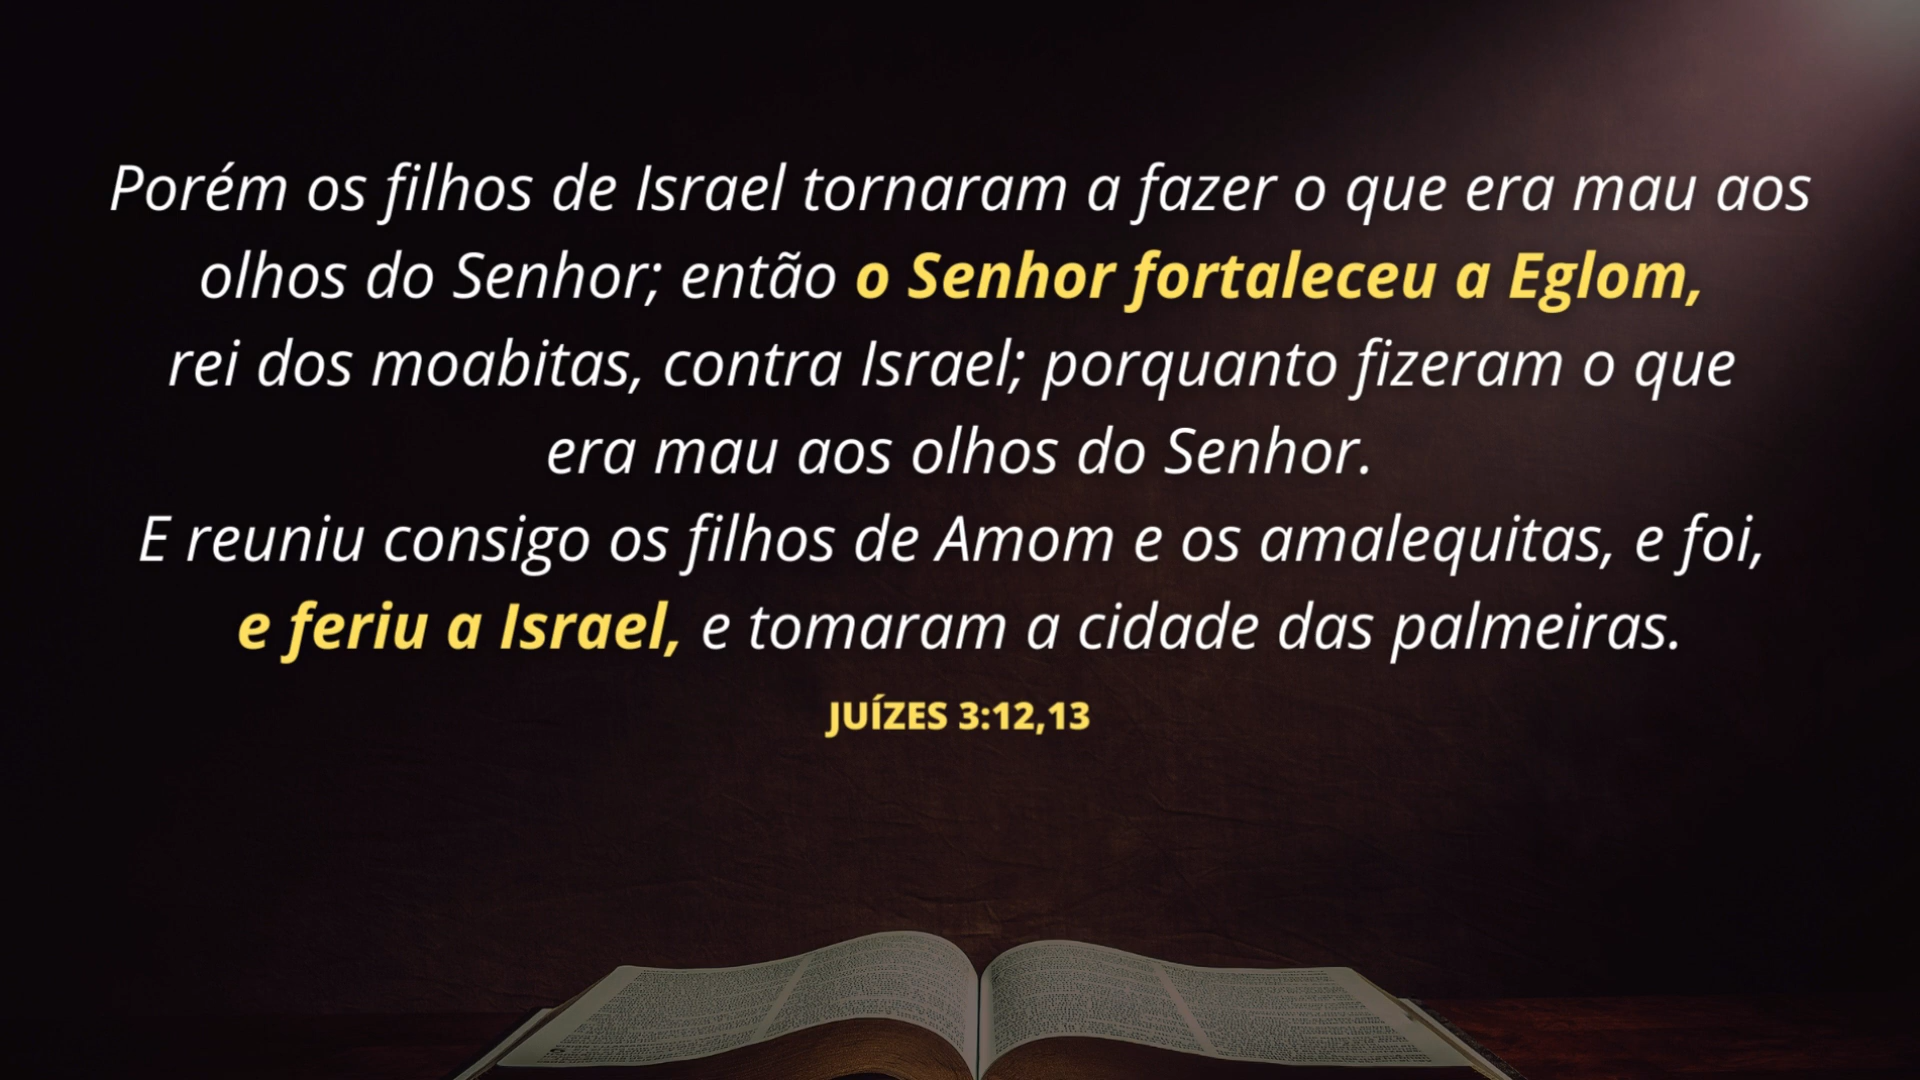 Porém os filhos de Israel tornaram a fazer o que era mau aos
olhos do Senhor; então o Senhor fortaleceu a Eglom,
rei dos moabitas, contra Israel; porquanto fizeram o que
era mau aos olhos do Senhor.
E reuniu consigo os filhos de Amom e os amalequitas, e foi,
e feriu a Israel, e tomaram a cidade das palmeiras.
JUÍZES 3:12,13